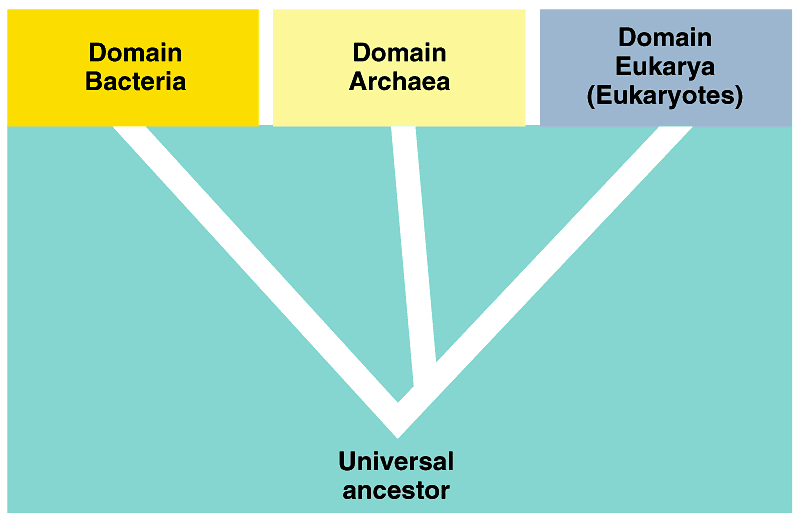 Domain
Bacteria
Domain
Archaea
Domain
Eukarya
(Eukaryotes)
Universal
ancestor